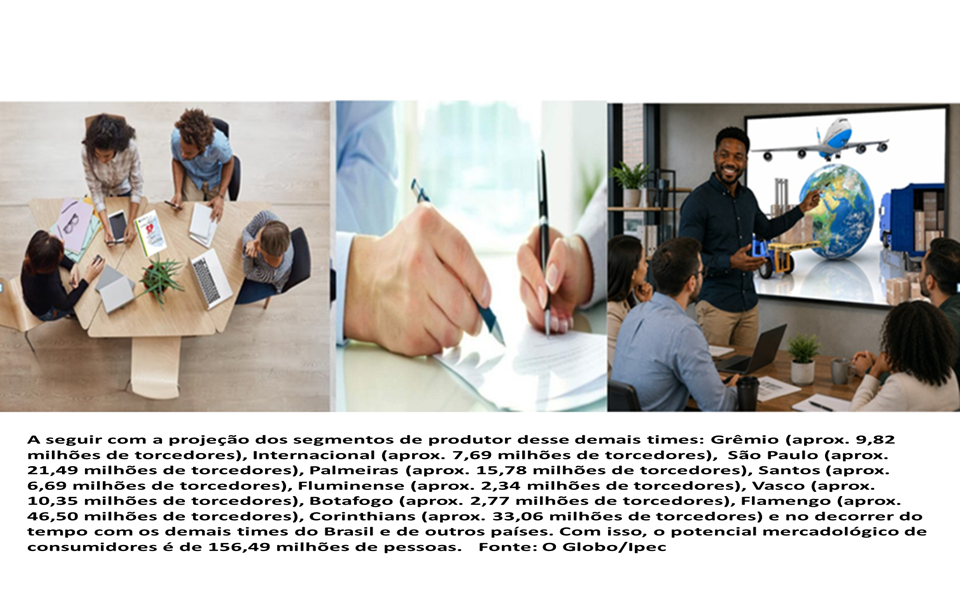 A seguir com a projeção dos segmentos de produtor desse demais times: Grêmio (aprox. 9,82
milhões de torcedores), Internacional (aprox. 7,69 milhões de torcedores), São Paulo (aprox.
21,49 milhões de torcedores), Palmeiras (aprox. 15,78 milhões de torcedores), Santos (aprox.
6,69 milhões de torcedores), Fluminense (aprox. 2,34 milhões de torcedores), Vasco (aprox.
10,35 milhões de torcedores), Botafogo (aprox. 2,77 milhões de torcedores), Flamengo (aprox.
46,50 milhões de torcedores), Corinthians (aprox. 33,06 milhões de torcedores) e no decorrer do
tempo com os demais times do Brasil e de outros países. Com isso, o potencial mercadológico de
consumidores é de 156,49 milhões de pessoas. Fonte: O Globo/Ipec